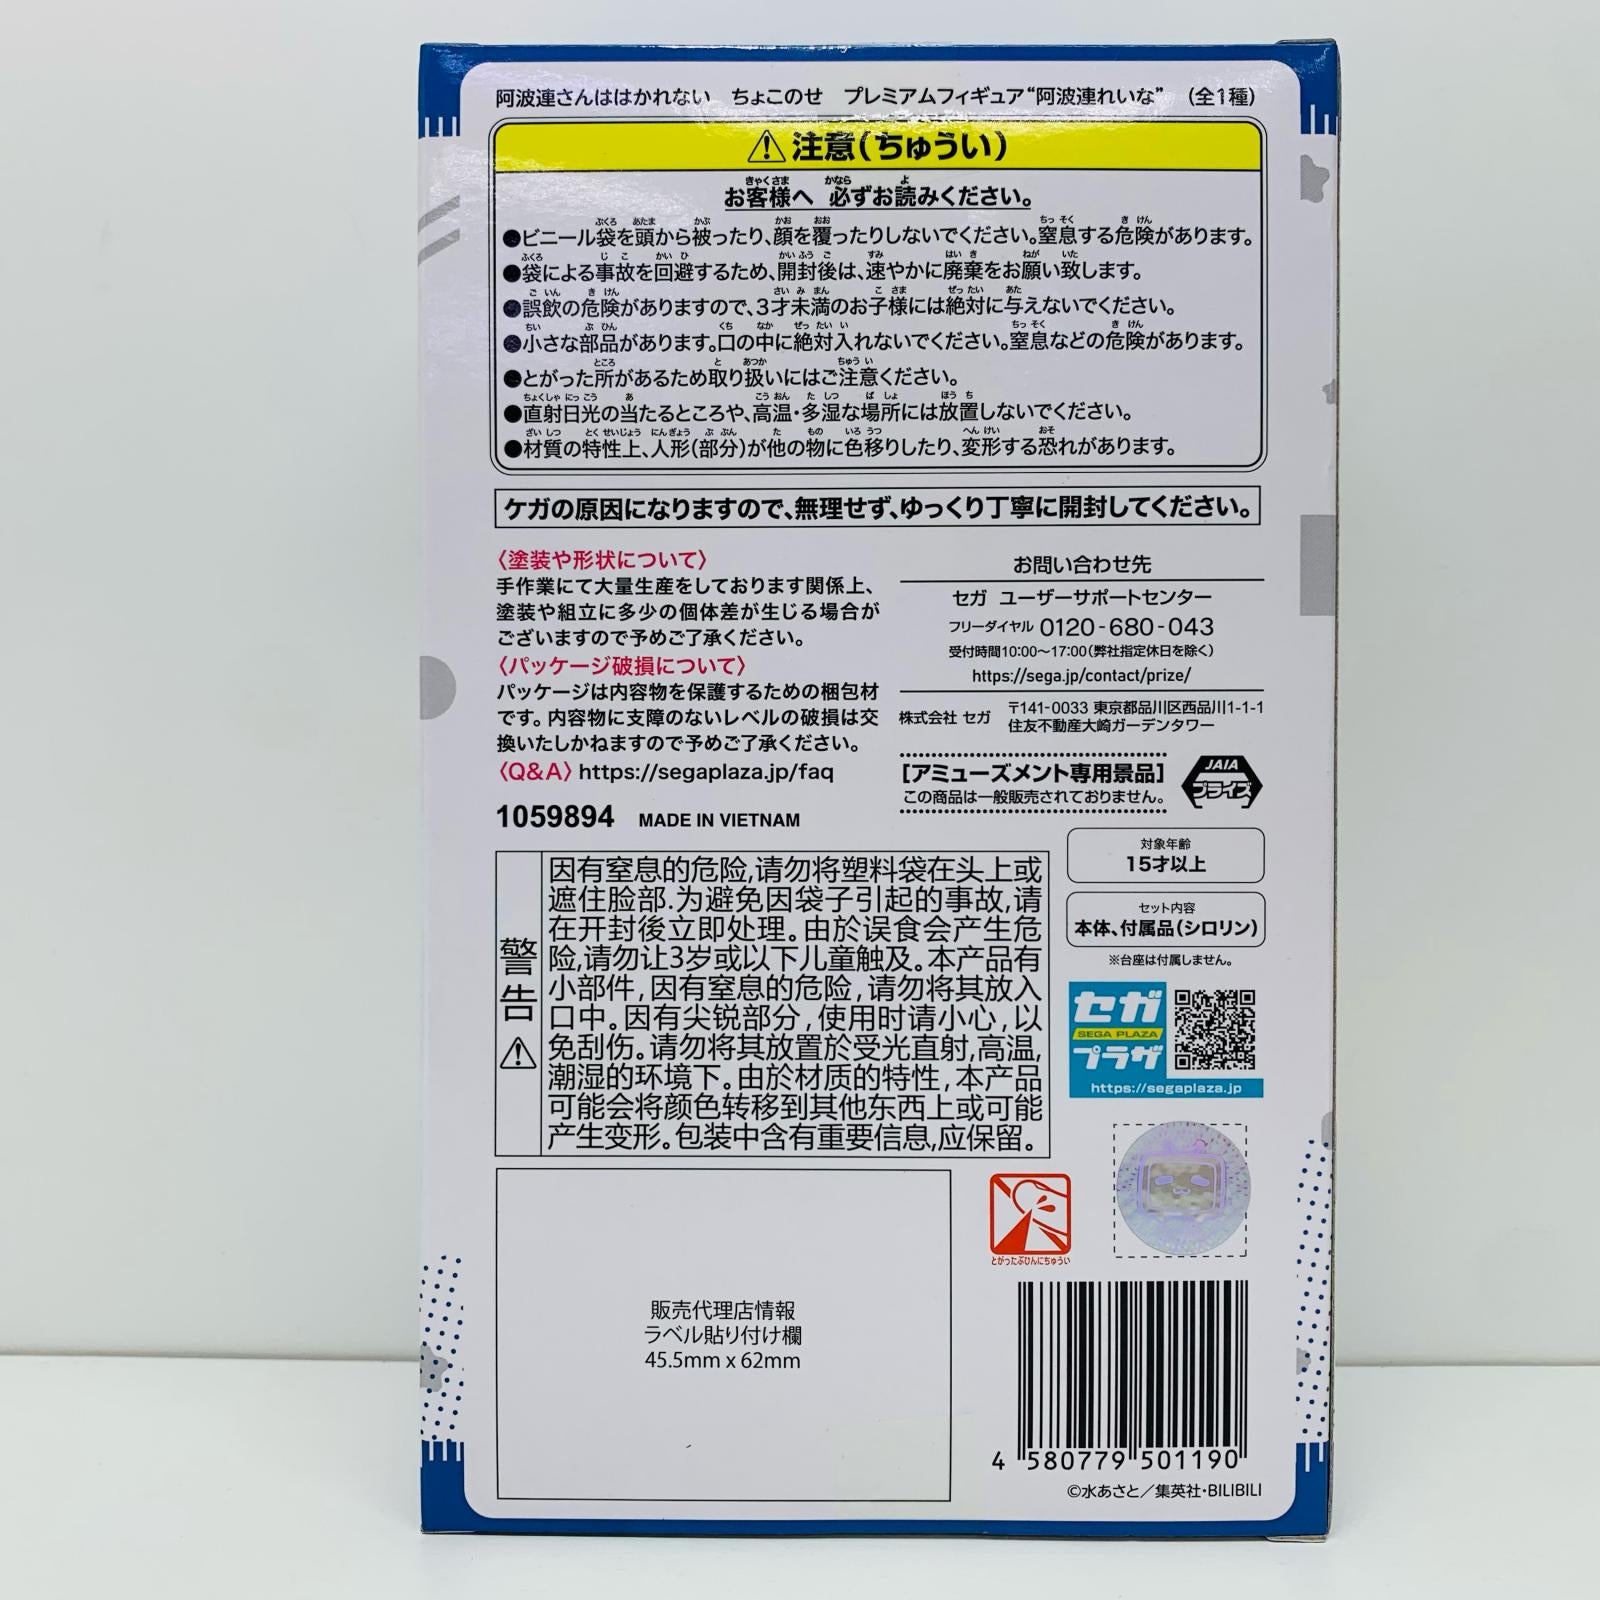 阿波連さんははかれない　ちょこのせ　プレミアムフィギュア“阿波連れいな”　(全1種)
⚠注意(ちゅうい)
お客様へ 必ずお読みください。
●ビニール袋を頭から被ったり、顔を覆ったりしないでください。窒息する危険があります。
●袋による事故を回避するため、開封後は、速やかに廃棄をお願い致します。
●誤飲の危険がありますので、3才未満のお子様には絶対に与えないでください。
●小さな部品があります。口の中に絶対入れないでください。窒息などの危険があります。
●とがった所があるため取り扱いにはご注意ください。
●直射日光の当たるところや、高温・多湿な場所には放置しないでください。
●材質の特性上、人形(部分)が他の物に色移りしたり、変形する恐れがあります。
ケガの原因になりますので、無理せず、ゆっくり丁寧に開封してください。
〈塗装や形状について〉
手作業にて大量生産をしております関係上、
塗装や組立に多少の個体差が生じる場合が
ございますので予めご了承ください。
〈パッケージ破損について〉
パッケージは内容物を保護するための梱包材
です。内容物に支障のないレベルの破損は交
換いたしかねますので予めご了承ください。
〈Q&A〉https://segaplaza.jp/faq
1059894 MADE IN VIETNAM
お問い合わせ先
セガ ユーザーサポートセンター
フリーダイヤル 0120-680-043
受付時間10:00〜17:00(弊社指定休日を除く)
https://sega.jp/contact/prize/
株式会社 セガ
〒141-0033 東京都品川区西品川1-1-1
住友不動産大崎ガーデンタワー
[アミューズメント専用景品]
この商品は一般販売されておりません。
JAIA
プライズ
対象年齢
15才以上
セット内容
本体、付属品(シロリン)
※台座は付属しません。
警告⚠
因有窒息的危险,请勿将塑料袋在头上或
遮住脸部.为避免因袋子引起的事故,请
在开封後立即处理。由於误食会产生危
险,请勿让3岁或以下儿童触及。本产品有
小部件,因有窒息的危险,请勿将其放入
口中。因有尖锐部分,使用时请小心,以
免刮伤。请勿将其放置於受光直射,高温,
潮湿的环境下。由於材质的特性,本产品
可能会将颜色转移到其他东西上或可能
产生变形。包装中含有重要信息,应保留。
セガ
SEGA PLAZA
プラザ
https://segaplaza.jp
とがったぶひんにちゅうい
販売代理店情報
ラベル貼り付け欄
45.5mm x 62mm
4 580779 501190
©水あさと／集英社・BILIBILI